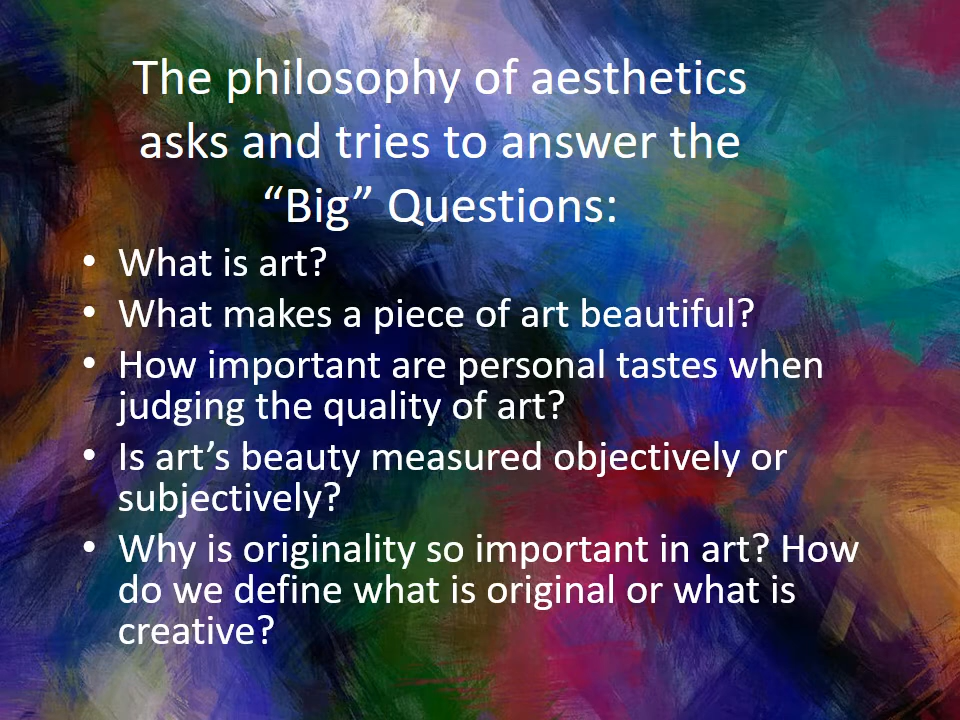 The philosophy of aesthetics
asks and tries to answer the
“Big” Questions:
• What is art?
• What makes a piece of art beautiful?
• How important are personal tastes when
judging the quality of art?
• Is art’s beauty measured objectively or
subjectively?
• Why is originality so important in art? How
do we define what is original or what is
creative?